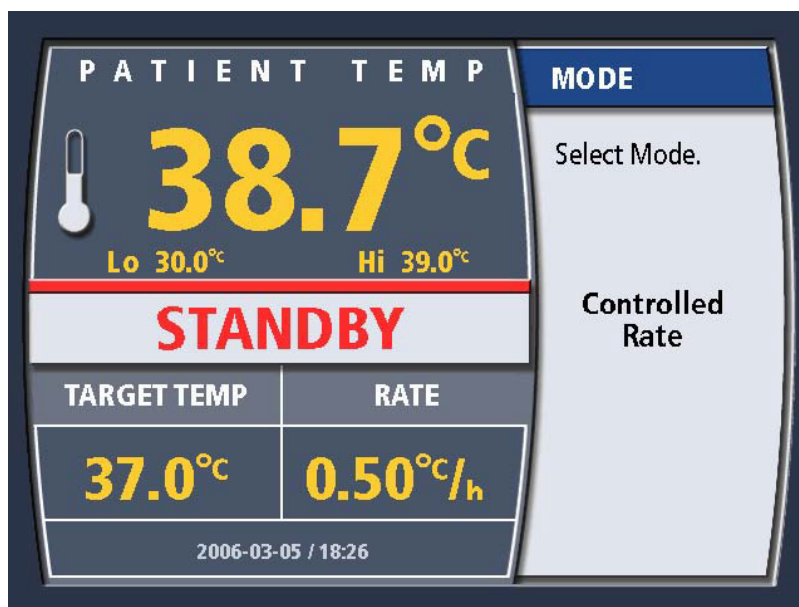 PATIENT TEMP
38.7°C
Lo 30.0°C Hi 39.0°C
STANDBY
TARGET TEMP RATE
37.0°C 0.50°C/h
2006-03-05 / 18:26
MODE
Select Mode.
Controlled
Rate